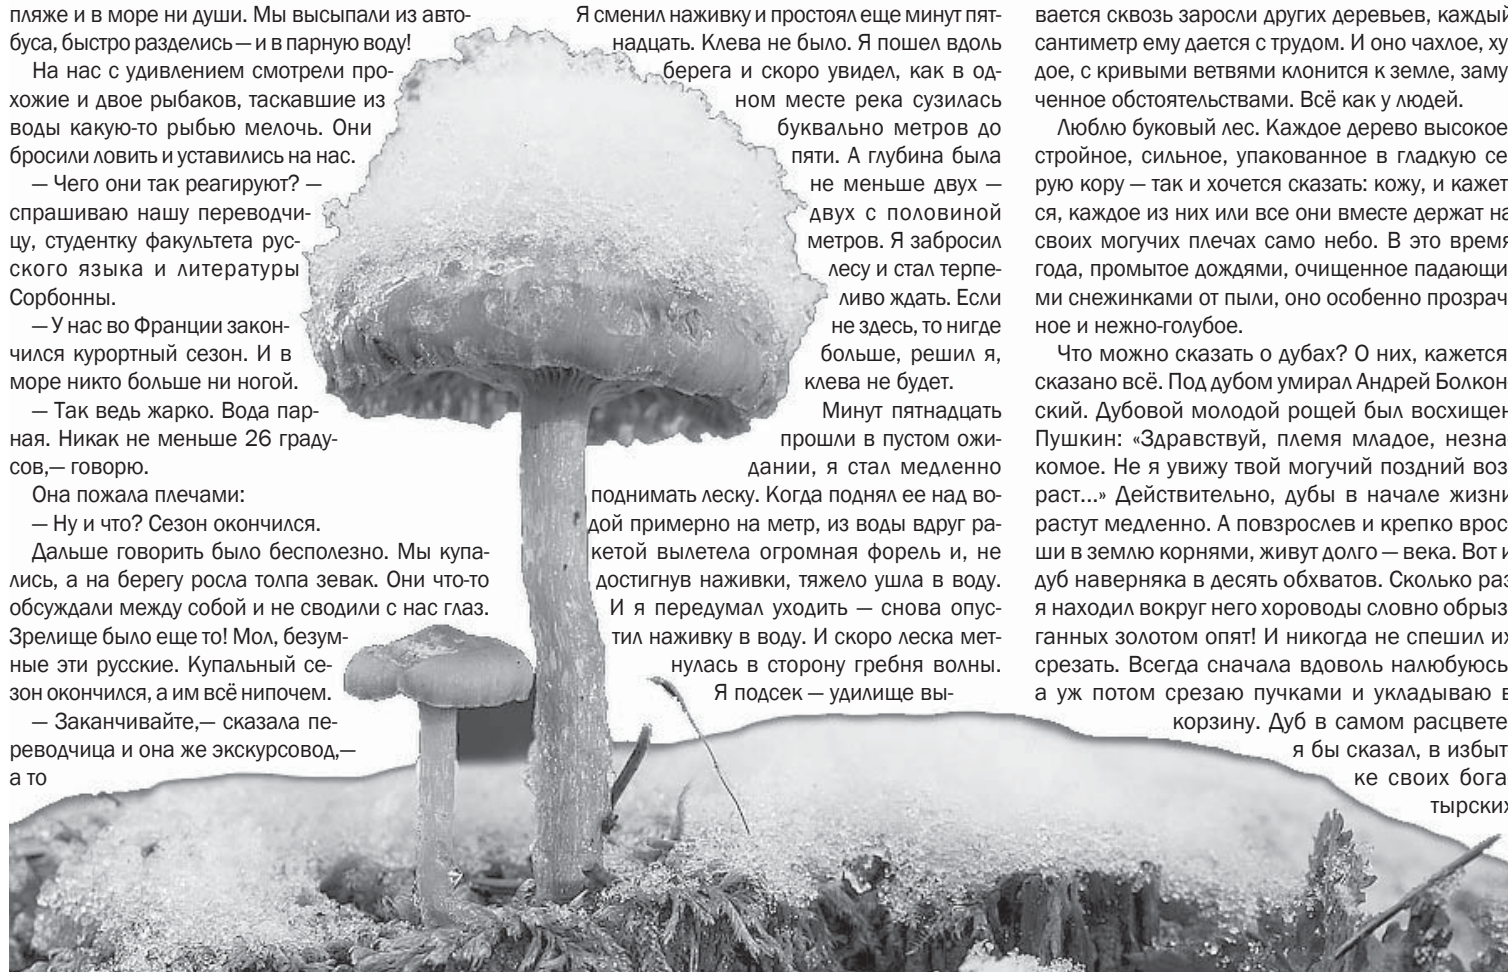 пляже и в море ни души. Мы высыпали из авто-
буса, быстро разделись — и в парную воду!
На нас с удивлением смотрели про-
хожие и двое рыбаков, таскавшие из
воды какую-то рыбью мелочь. Они
бросили ловить и уставились на нас.
— Чего они так реагируют? —
спрашиваю нашу переводчи-
цу, студентку факультета рус-
ского языка и литературы
Сорбонны.
— У нас во Франции закон-
чился курортный сезон. И в
море никто больше ни ногой.
— Так ведь жарко. Вода пар-
ная. Никак не меньше 26 граду-
сов,— говорю.
Она пожала плечами:
— Ну и что? Сезон окончился.
Дальше говорить было бесполезно. Мы купа-
лись, а на берегу росла толпа зевак. Они что-то
обсуждали между собой и не сводили с нас глаз.
Зрелище было еще то! Мол, безум-
ные эти русские. Купальный се-
зон окончился, а им всё нипочем.
— Заканчивайте,— сказала пе-
реводчица и она же экскурсовод,—
а то
Я сменил наживку и простоял еще минут пят-
надцать. Клева не было. Я пошел вдоль
берега и скоро увидел, как в од-
ном месте река сузилась
буквально метров до
пяти. А глубина была
не меньше двух —
двух с половиной
метров. Я забросил
лесу и стал терпе-
ливо ждать. Если
не здесь, то нигде
больше, решил я,
клева не будет.
Минут пятнадцать
прошли в пустом ожи-
дании, я стал медленно
поднимать леску. Когда поднял ее над во-
дой примерно на метр, из воды вдруг ра-
кетой вылетела огромная форель и, не
достигнув наживки, тяжело ушла в воду.
И я передумал уходить — снова опус-
тил наживку в воду. И скоро леска мет-
нулась в сторону гребня волны.
Я подсек — удилище вы-
вается сквозь заросли других деревьев, каждый
сантиметр ему дается с трудом. И оно чахлое, ху
дое, с кривыми ветвями клонится к земле, заму
ченное обстоятельствами. Всё как у людей.
Люблю буковый лес. Каждое дерево высокое
стройное, сильное, упакованное в гладкую се
рую кору — так и хочется сказать: кожу, и кажет
ся, каждое из них или все они вместе держат на
своих могучих плечах само небо. В это время
года, промытое дождями, очищенное падающи
ми снежинками от пыли, оно особенно прозрач
ное и нежно-голубое.
Что можно сказать о дубах? О них, кажется
сказано всё. Под дубом умирал Андрей Болкон
ский. Дубовой молодой рощей был восхищен
Пушкин: «Здравствуй, племя младое, незна
комое. Не я увижу твой могучий поздний воз
раст...» Действительно, дубы в начале жизни
растут медленно. А повзрослев и крепко врос
ши в землю корнями, живут долго — века. Вот и
дуб наверняка в десять обхватов. Сколько раз
я находил вокруг него хороводы словно обрыз
ганных золотом опят! И никогда не спешил их
срезать. Всегда сначала вдоволь налюбуюсь
а уж потом срезаю пучками и укладываю в
корзину. Дуб в самом расцвете
я бы сказал, в избыт
ке своих бога
тырских